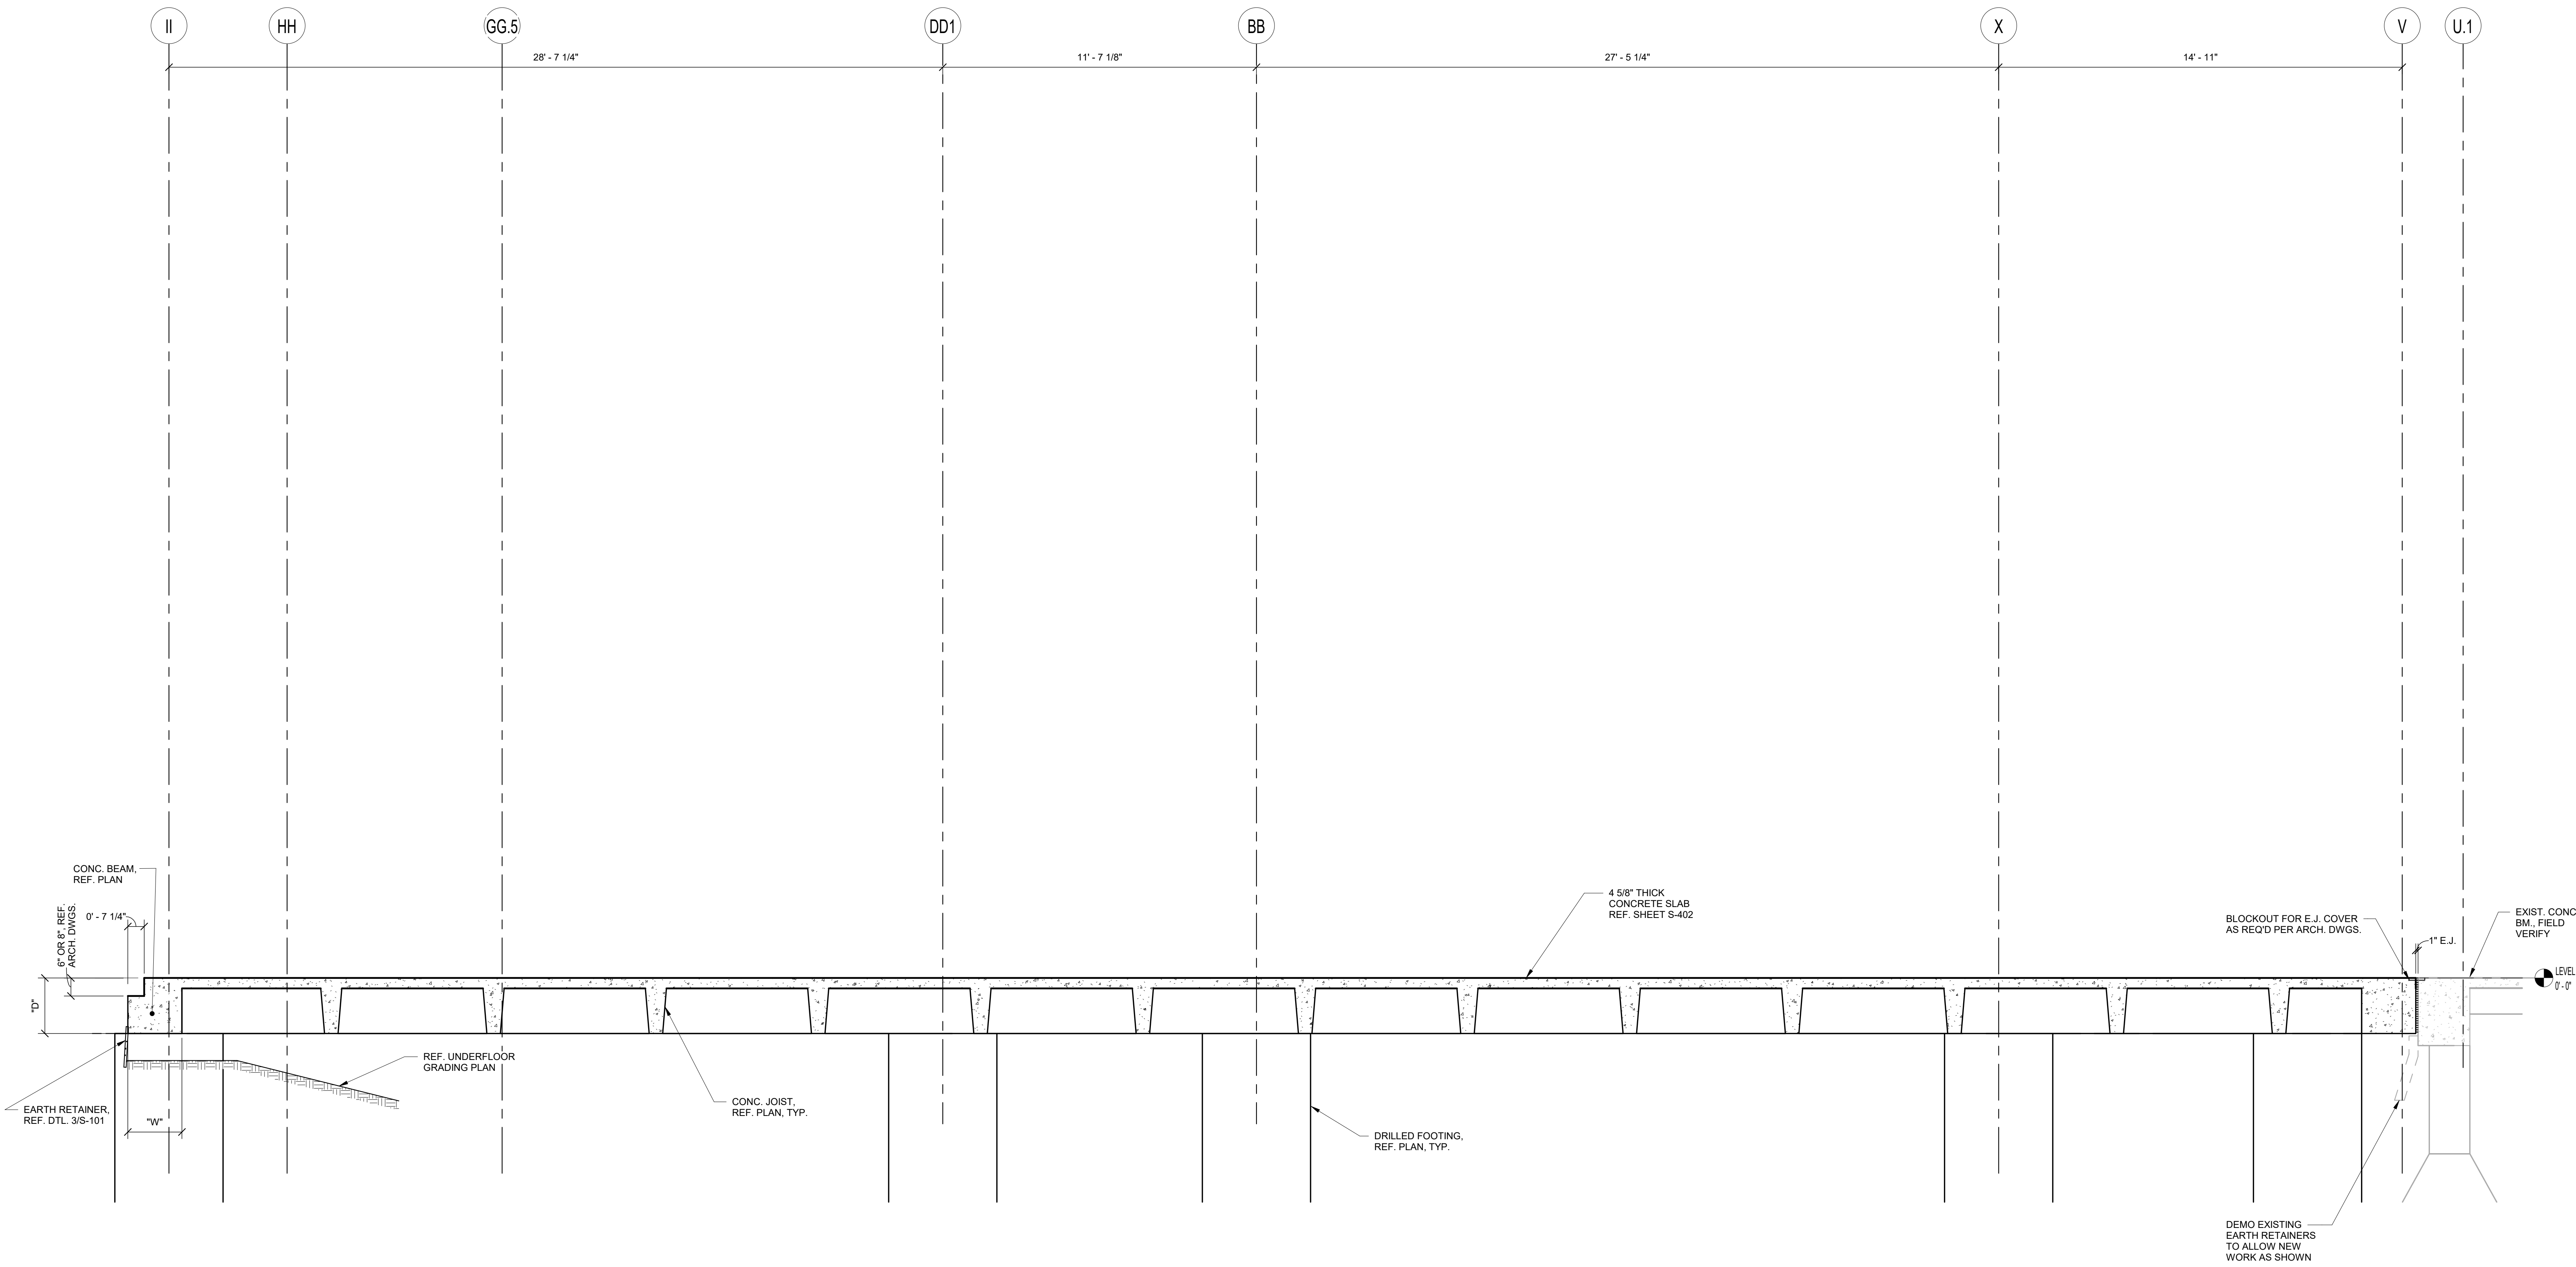 II
HH
GG.5
DD1
BB
X
V
U.1
28' - 7 1/4"
11' - 7 1/8"
27' - 5 1/4"
14' - 11"
CONC. BEAM,
REF. PLAN
6" OR 8", REF.
ARCH. DWGS.
0' - 7 1/4"
"D"
EARTH RETAINER,
REF. DTL. 3/S-101
"W"
REF. UNDERFLOOR
GRADING PLAN
CONC. JOIST,
REF. PLAN, TYP.
DRILLED FOOTING,
REF. PLAN, TYP.
4 5/8" THICK
CONCRETE SLAB
REF. SHEET S-402
BLOCKOUT FOR E.J. COVER
AS REQ'D PER ARCH. DWGS.
1" E.J.
EXIST. CONC
BM., FIELD
VERIFY
LEVEL
0' - 0"
DEMO EXISTING
EARTH RETAINERS
TO ALLOW NEW
WORK AS SHOWN